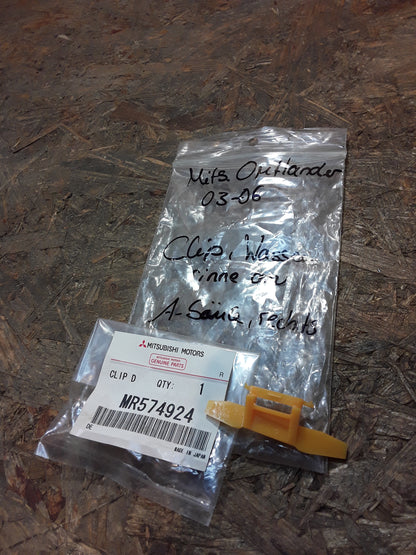 Mits Outlander
03-06
Clip, Wasser
rinne an
A-Säule, rechts
MITSUBISHI MOTORS
GENUINE PARTS
R
CLIP D QTY: 1
MR574924
DE
MADE IN JAPAN